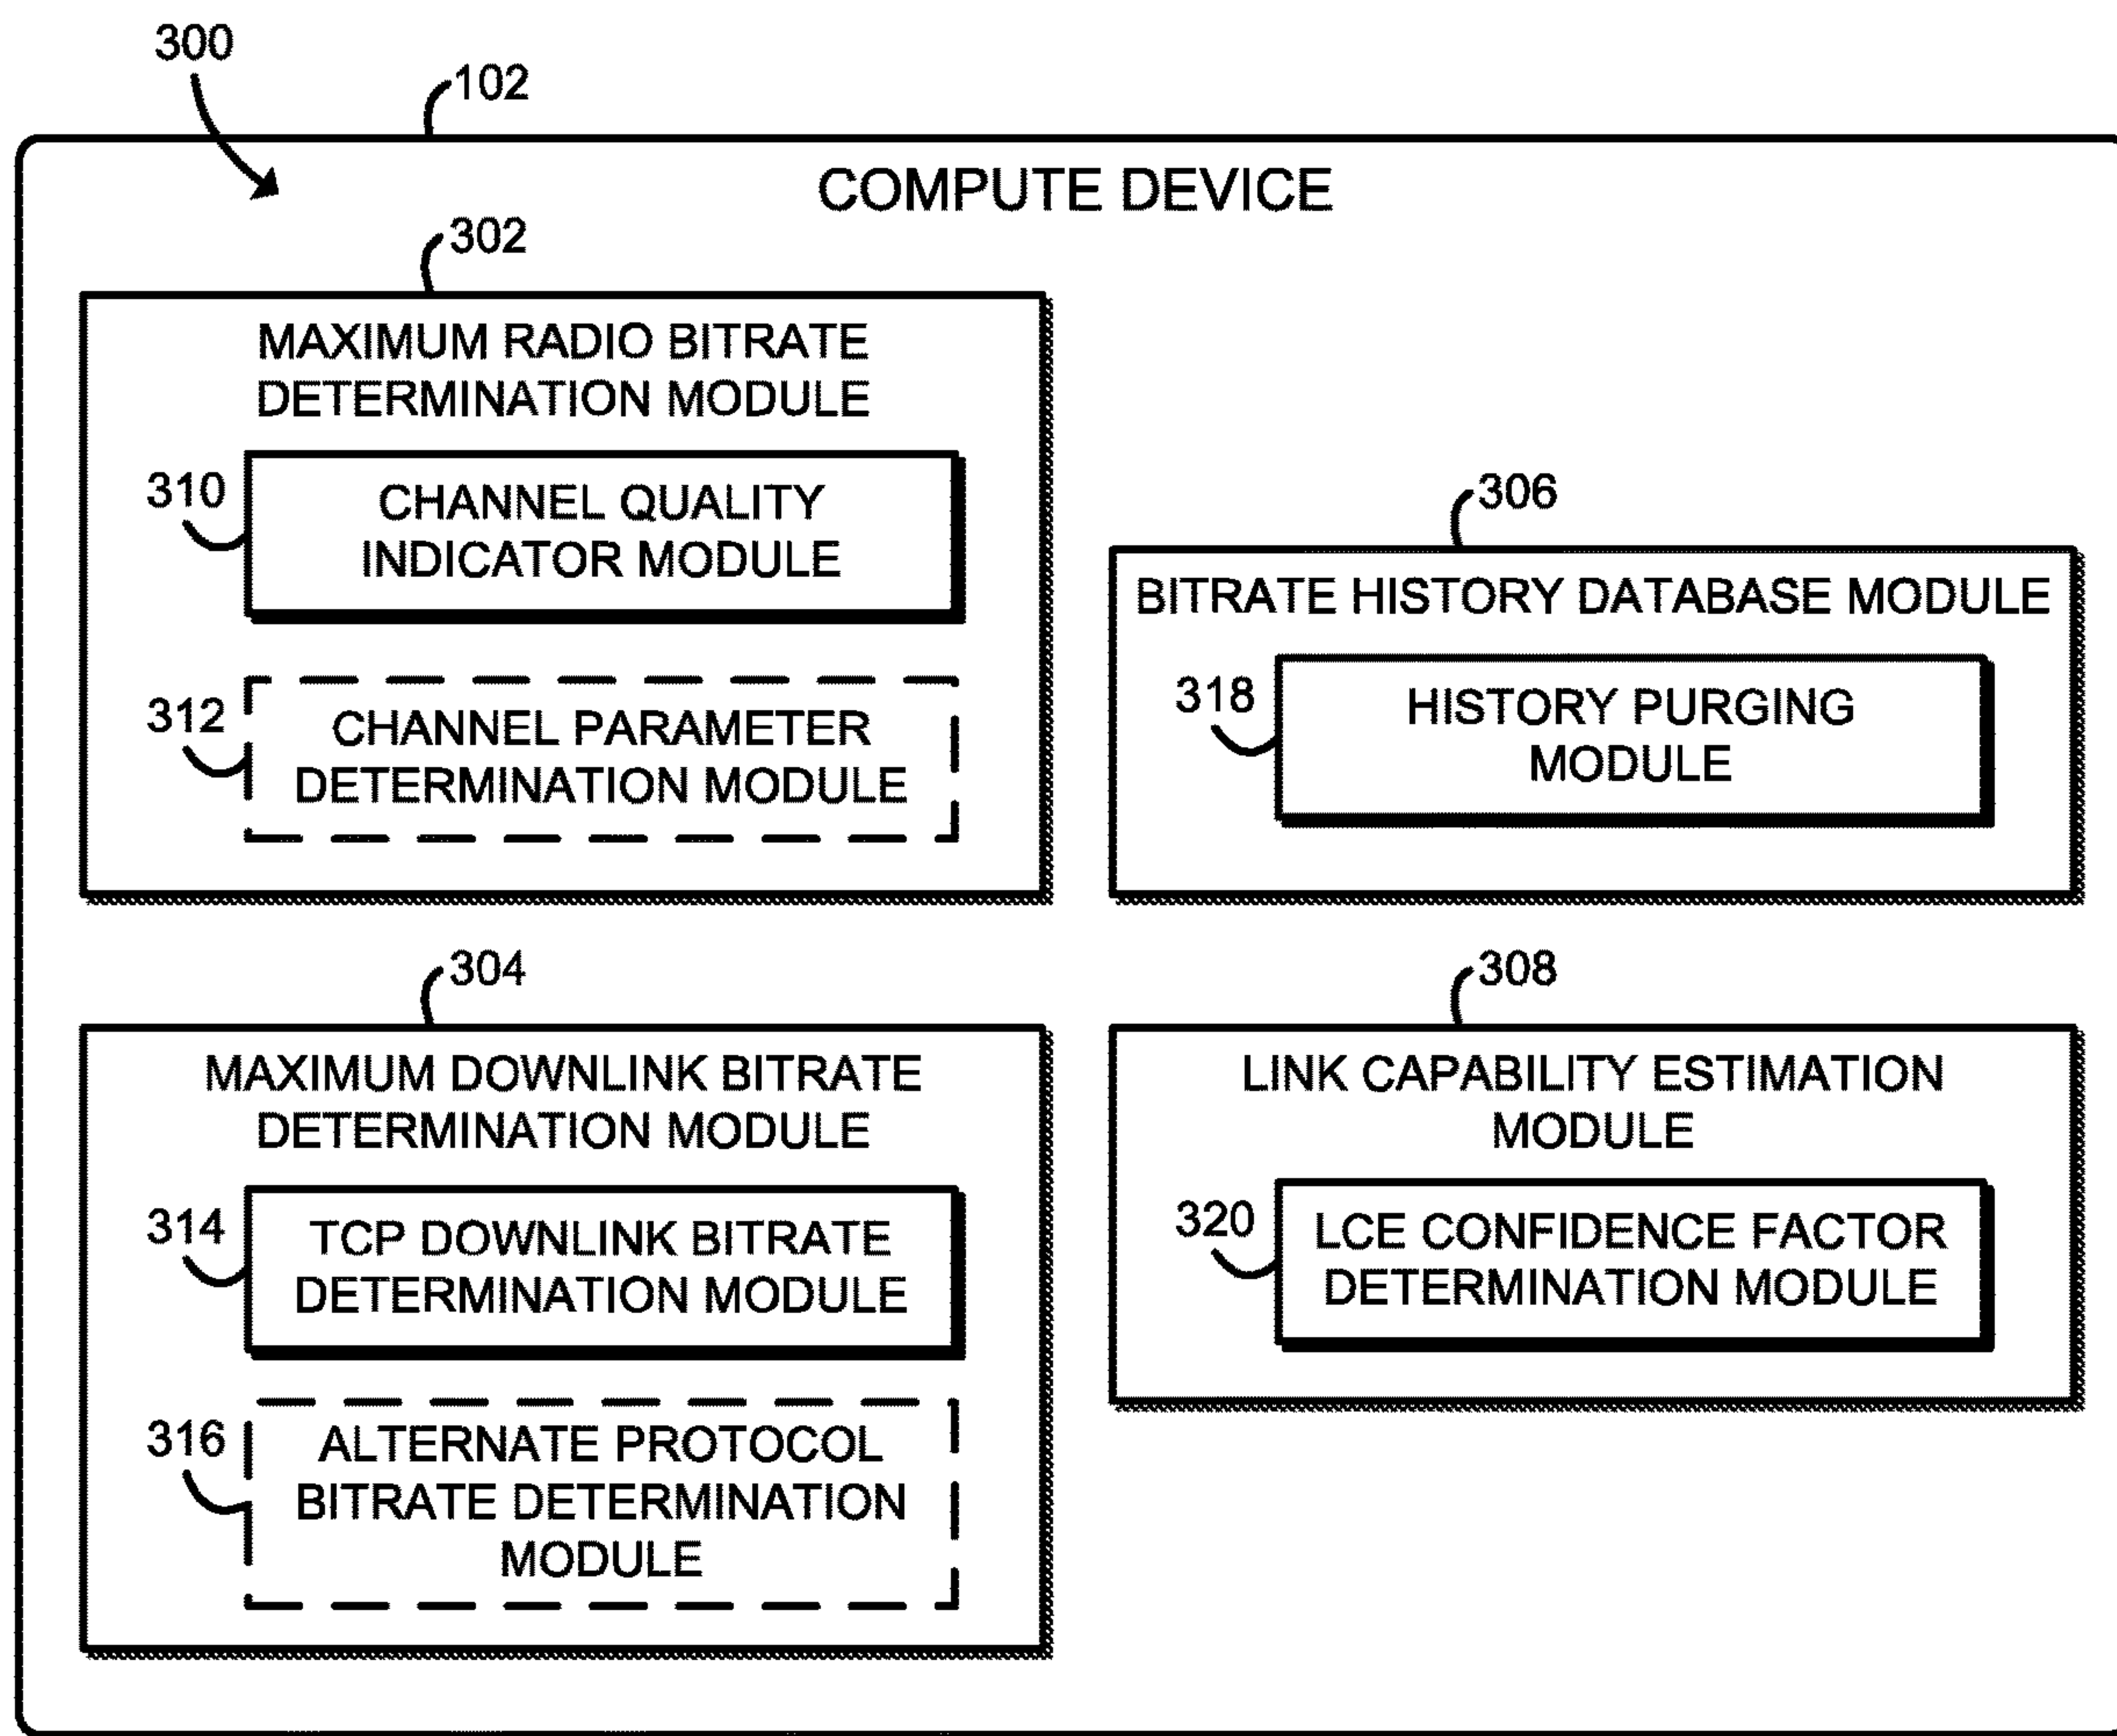 300
102
COMPUTE DEVICE
302
MAXIMUM RADIO BITRATE
DETERMINATION MODULE
310
CHANNEL QUALITY
INDICATOR MODULE
312
CHANNEL PARAMETER
DETERMINATION MODULE
306
BITRATE HISTORY DATABASE MODULE
318
HISTORY PURGING
MODULE
304
MAXIMUM DOWNLINK BITRATE
DETERMINATION MODULE
314
TCP DOWNLINK BITRATE
DETERMINATION MODULE
316
ALTERNATE PROTOCOL
BITRATE DETERMINATION
MODULE
308
LINK CAPABILITY ESTIMATION
MODULE
320
LCE CONFIDENCE FACTOR
DETERMINATION MODULE